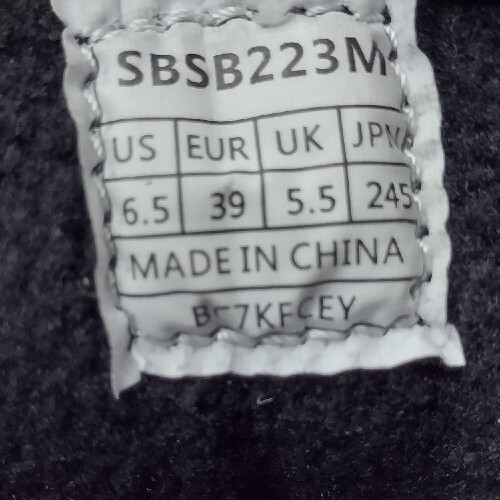 SBSB223M
US EUR UK JPN
6.5 39 5.5 245
MADE IN CHINA